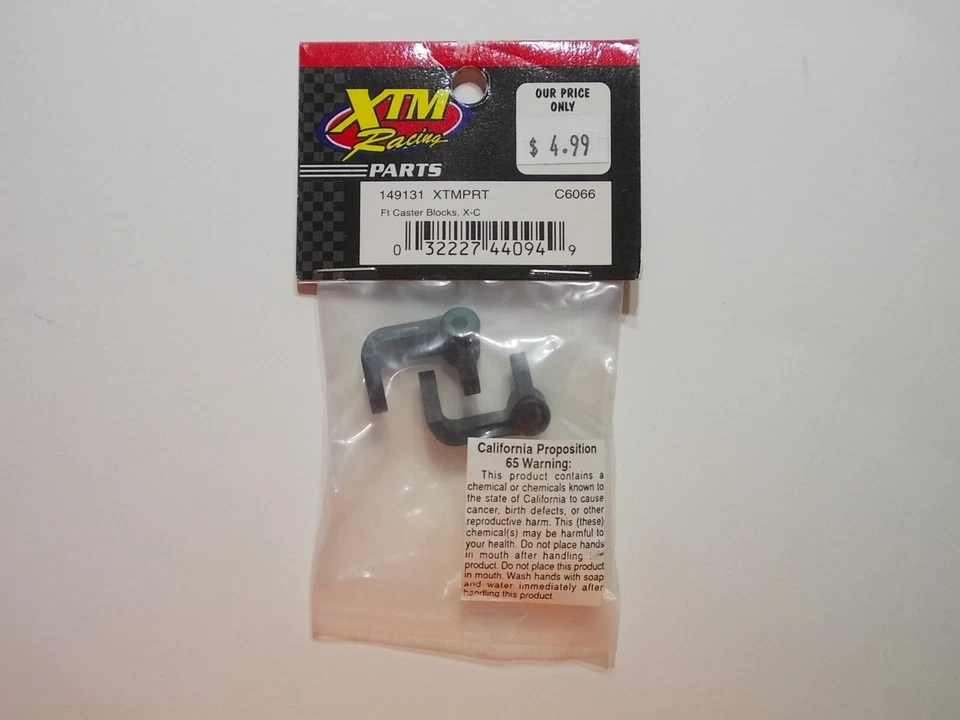 XTM
Racing
PARTS
OUR PRICE
ONLY
$ 4.99
149131 XTMPRT C6066
Ft Caster Blocks, X-C
0 32227 44094 9
California Proposition
65 Warning:
This product contains a
chemical or chemicals known to
the state of California to cause
cancer, birth defects, or other
reproductive harm. This (these)
chemical(s) may be harmful to
your health. Do not place hands
in mouth after handling
product. Do not place this product
in mouth. Wash hands with soap
and water immediately after
handling this product.